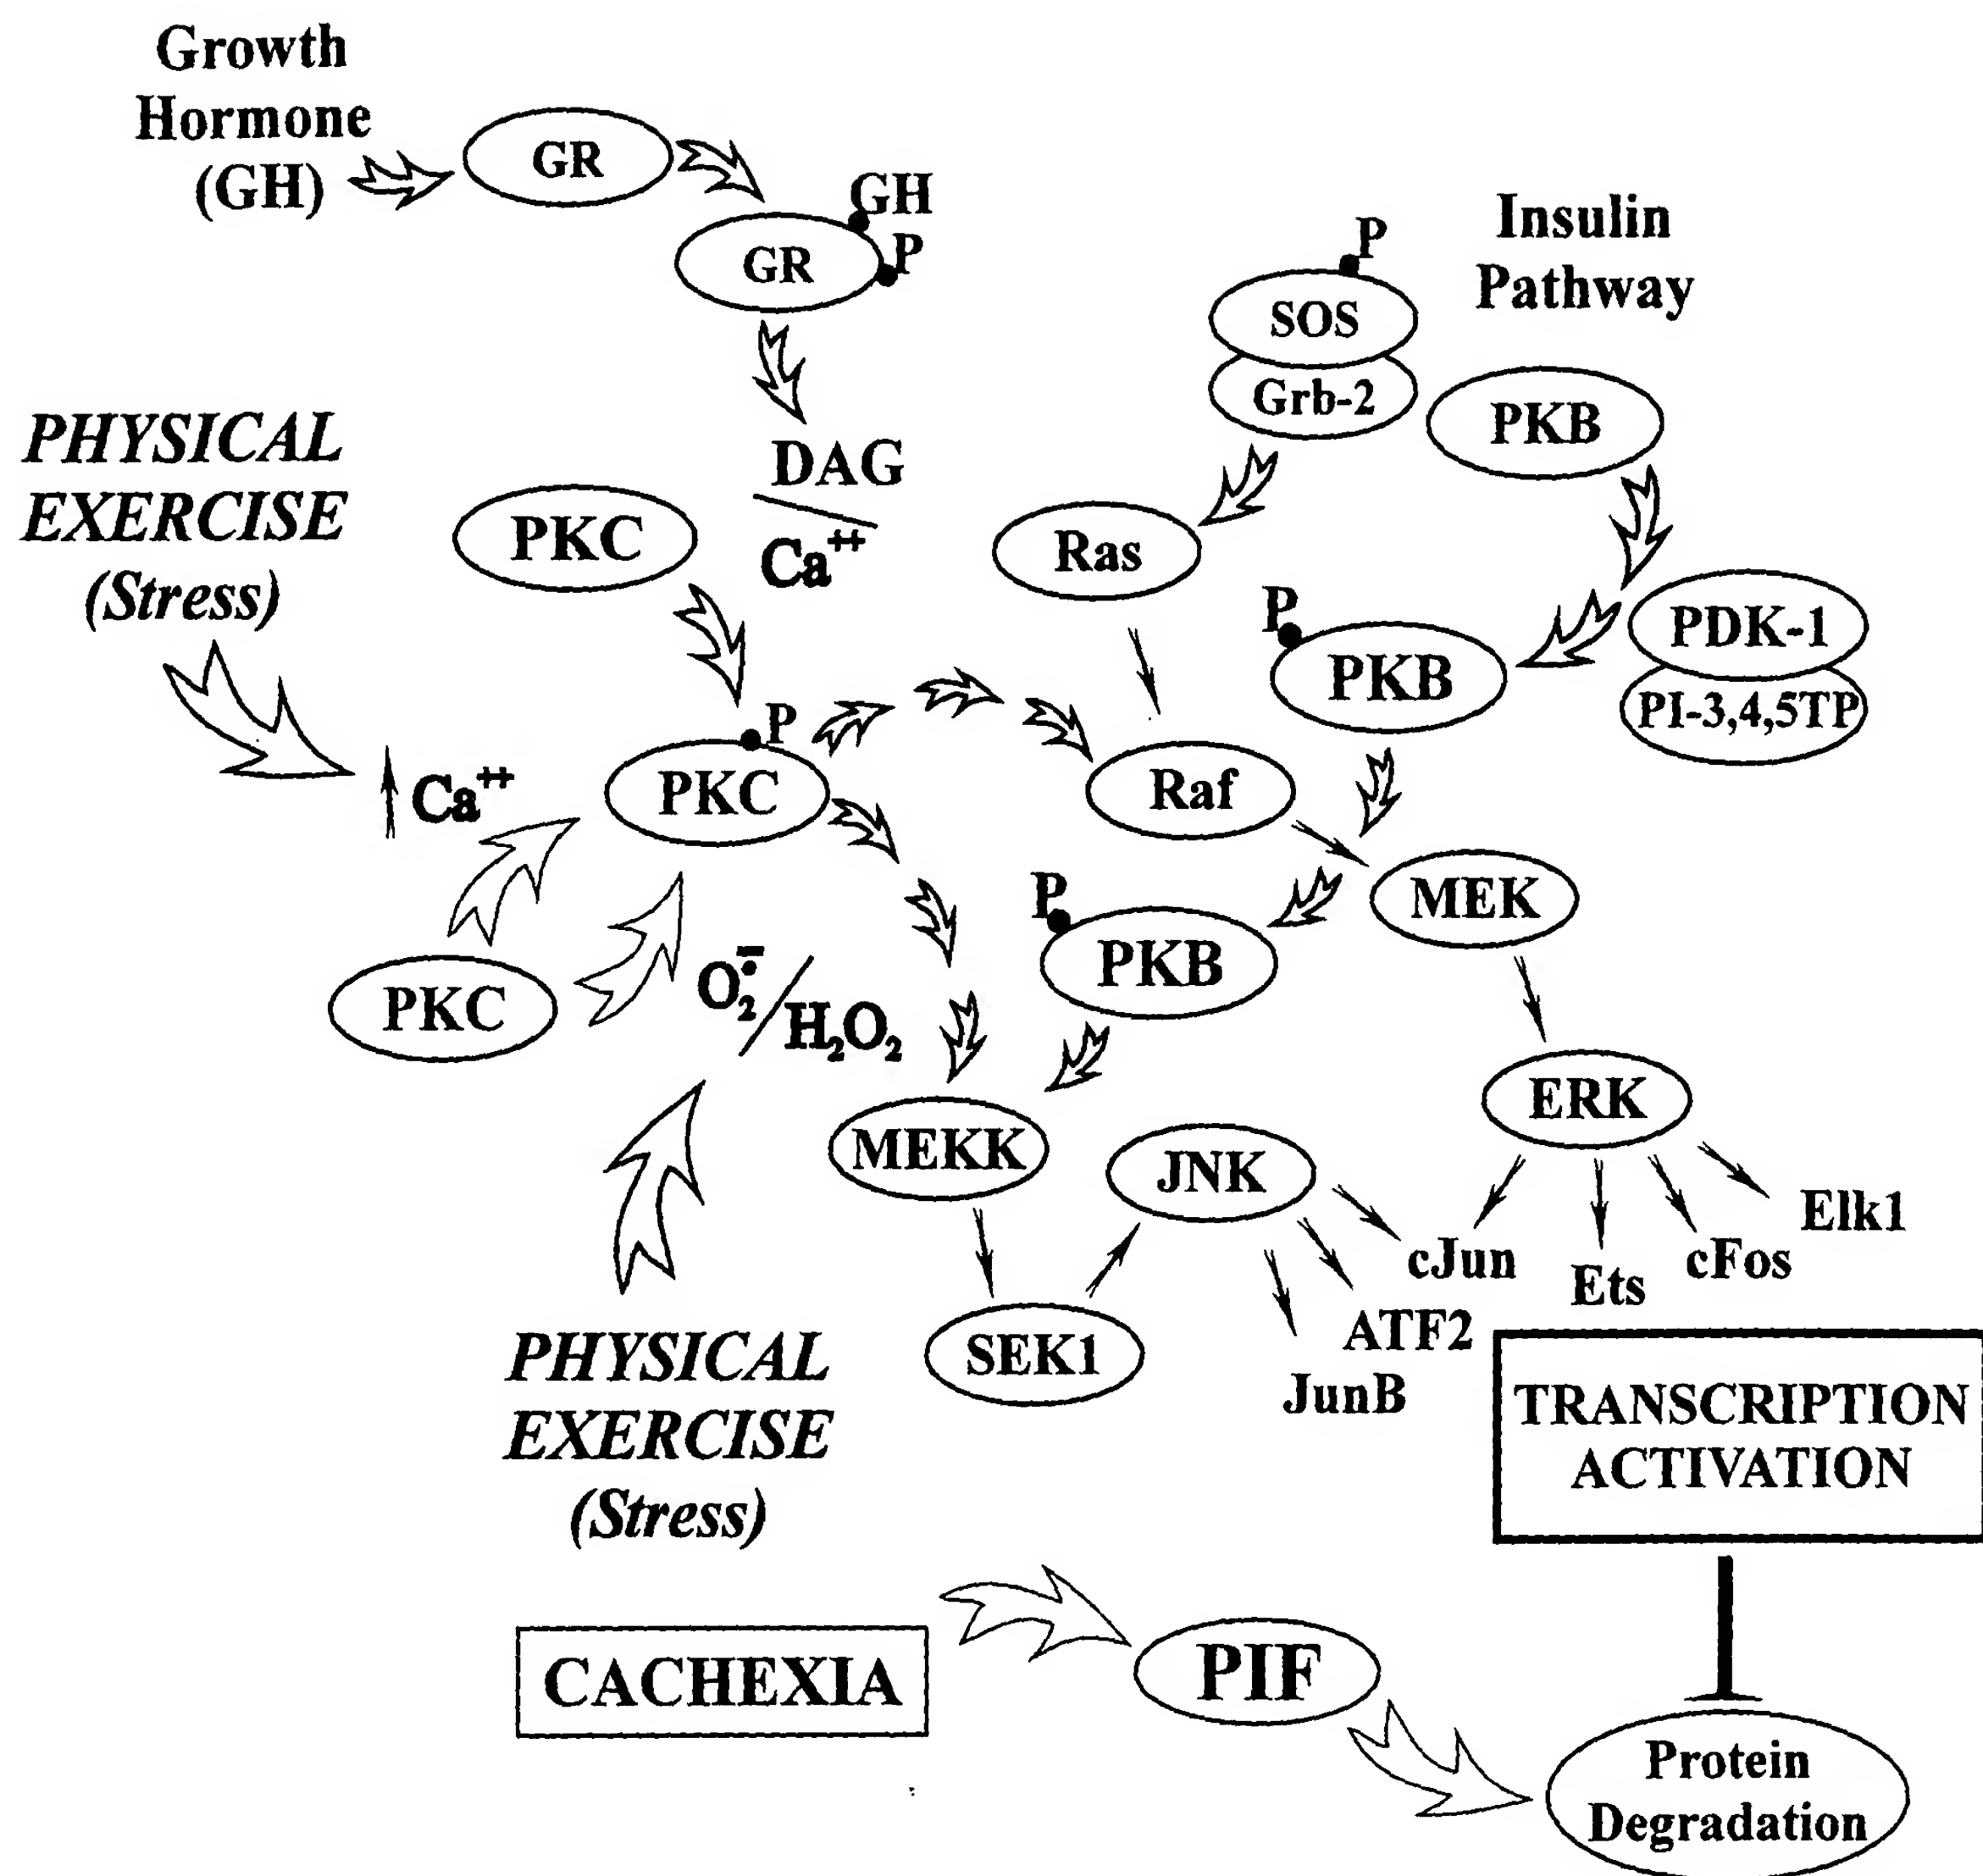 Growth
Hormone
(GH)
GR
GH
P
GR
Insulin
Pathway
P
SOS
Grb-2
PKB
PHYSICAL
EXERCISE
(Stress)
DAG
Ca⁺⁺
PKC
Ras
P
PKB
PDK-1
PI-3,4,5TP
Ca⁺⁺
P
PKC
Raf
MEK
P
PKB
PKC
O₂•̄/H₂O₂
ERK
MEKK
JNK
Elk1
cJun
cFos
Ets
ATF2
JunB
SEK1
PHYSICAL
EXERCISE
(Stress)
TRANSCRIPTION
ACTIVATION
CACHEXIA
PIF
Protein
Degradation